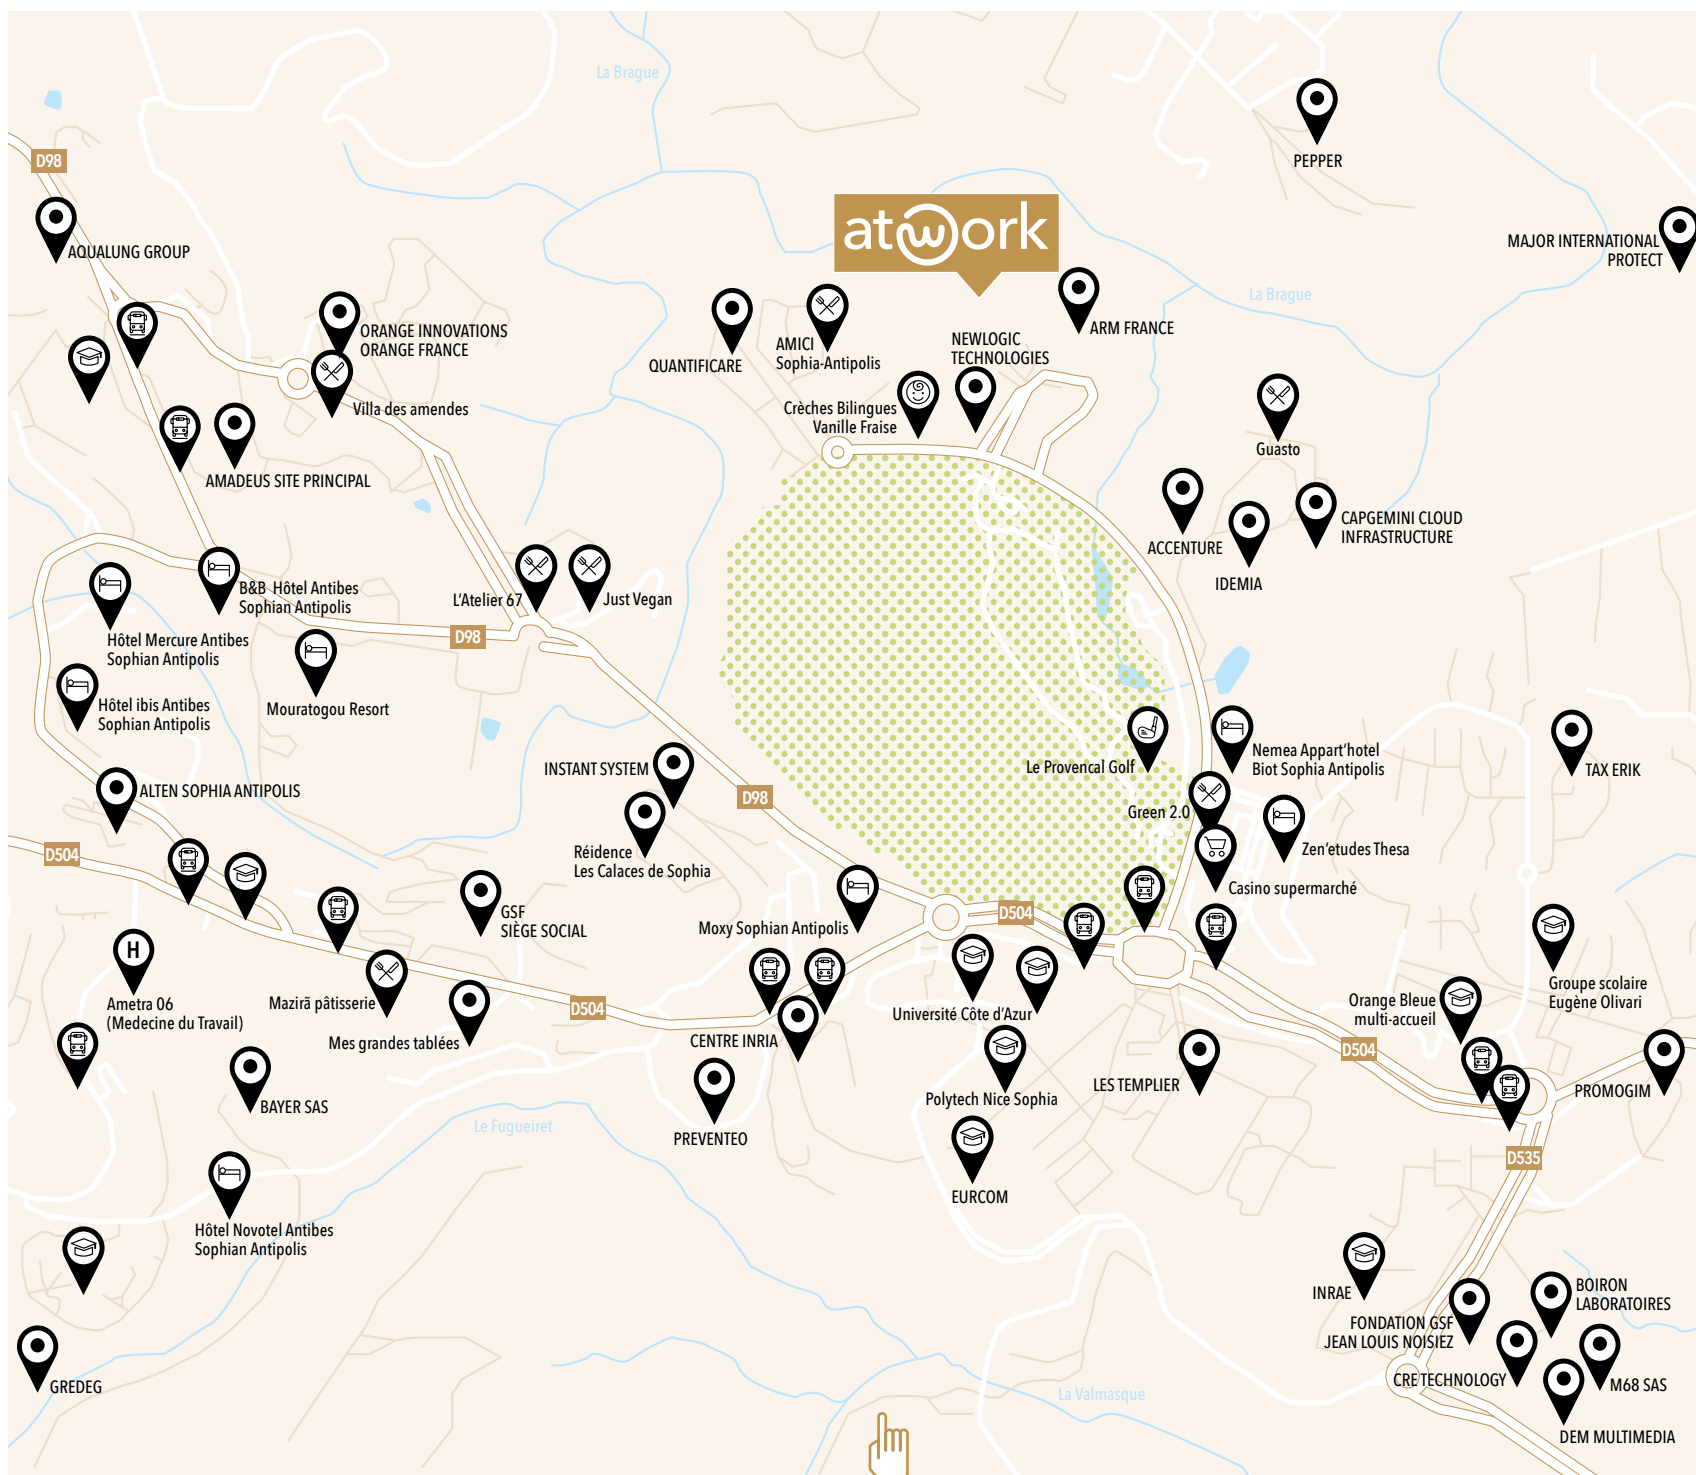 La Brague
PEPPER
D98
atwork
AQUALUNG GROUP
MAJOR INTERNATIONAL
PROTECT
La Brague
ORANGE INNOVATIONS
ORANGE FRANCE
ARM FRANCE
QUANTIFICARE
AMICI
Sophia-Antipolis
NEWLOGIC
TECHNOLOGIES
Villa des amendes
Crèches Bilingues
Vanille Fraise
Guasto
AMADEUS SITE PRINCIPAL
CAPGEMINI CLOUD
INFRASTRUCTURE
ACCENTURE
IDEMIA
B&B Hôtel Antibes
Sophian Antipolis
L'Atelier 67
Just Vegan
D98
Hôtel Mercure Antibes
Sophian Antipolis
Hôtel ibis Antibes
Sophian Antipolis
Mouratogou Resort
INSTANT SYSTEM
Le Provencal Golf
Nemea Appart'hotel
Biot Sophia Antipolis
TAX ERIK
ALTEN SOPHIA ANTIPOLIS
D98
Green 2.0
D504
Réidence
Les Calaces de Sophia
Zen'etudes Thesa
Casino supermarché
GSF
SIÈGE SOCIAL
Moxy Sophian Antipolis
D504
H
Ametra 06
(Medecine du Travail)
Mazirã pâtisserie
D504
Mes grandes tablées
CENTRE INRIA
Université Côte d'Azur
Groupe scolaire
Eugène Olivari
Orange Bleue
multi-accueil
D504
BAYER SAS
PREVENTEO
Polytech Nice Sophia
LES TEMPLIER
PROMOGIM
Le Fugueiret
D535
EURCOM
Hôtel Novotel Antibes
Sophian Antipolis
INRAE
BOIRON
LABORATOIRES
FONDATION GSF
JEAN LOUIS NOISIEZ
GREDEG
CRE TECHNOLOGY
M68 SAS
La Valmasque
DEM MULTIMEDIA